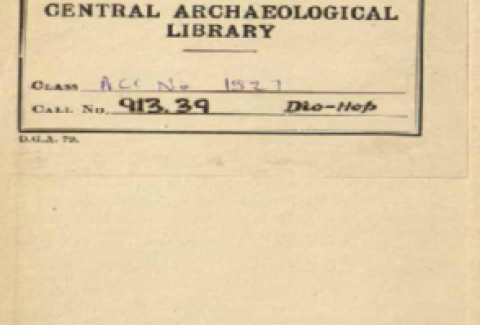 CENTRAL ARCHAEOLOGICAL
LIBRARY
CLASS Acc No 1527
CALL No. 913.39 Dio-Hop
D.G.A. 79.